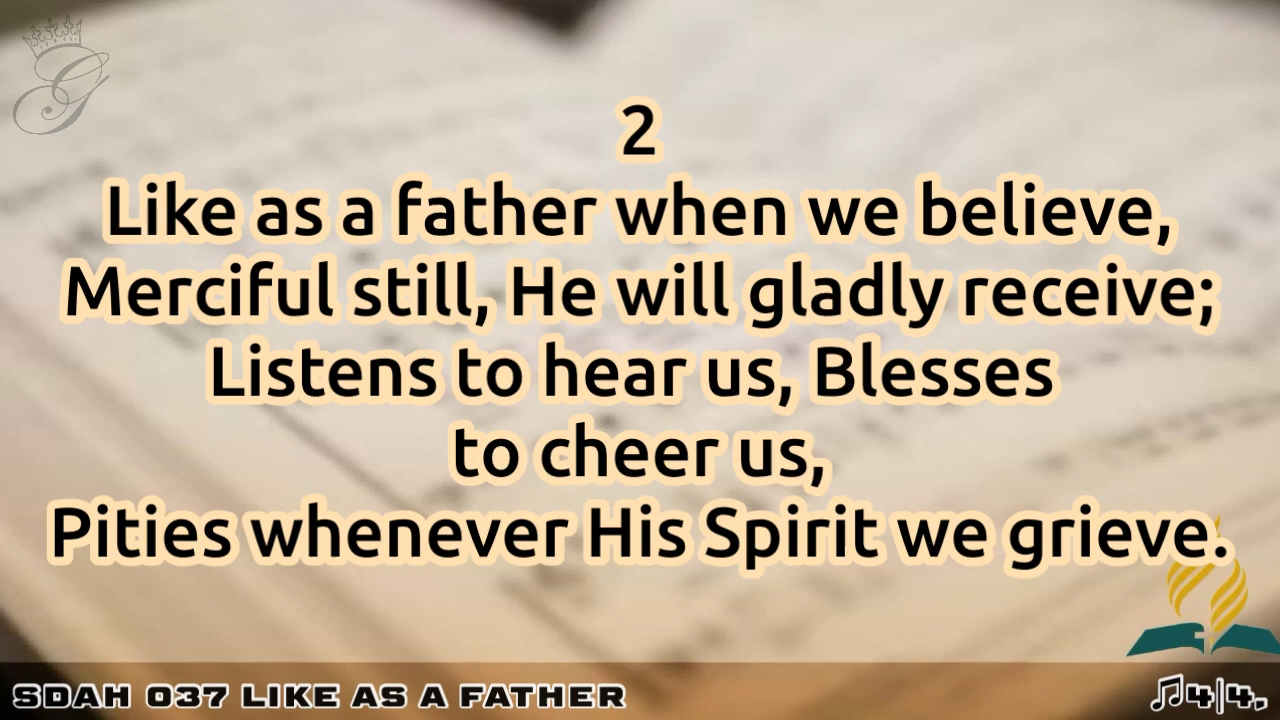 G
2
Like as a father when we believe,
Merciful still, He will gladly receive;
Listens to hear us, Blesses
to cheer us,
Pities whenever His Spirit we grieve.
SDAH 037 LIKE AS A FATHER
♫4|4.